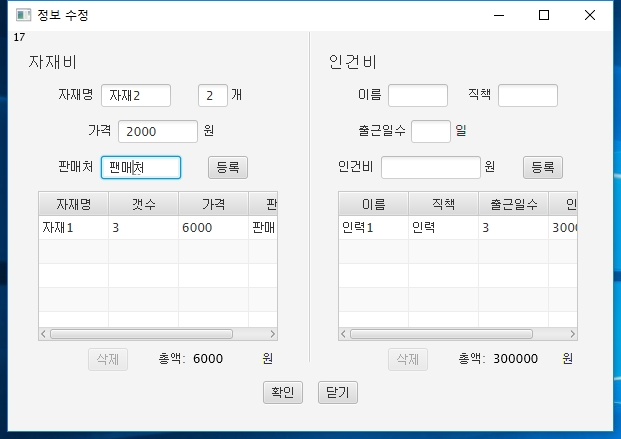 정보 수정
17
자재비
자재명 자재2 2 개
가격 2000 원
판매처 팬매처 등록
자재명 갯수 가격 판
자재1 3 6000 판매
삭제 총액: 6000 원
인건비
이름 직책
출근일수 일
인건비 원 등록
이름 직책 출근일수 인
인력1 인력 3 3000
삭제 총액: 300000 원
확인 닫기